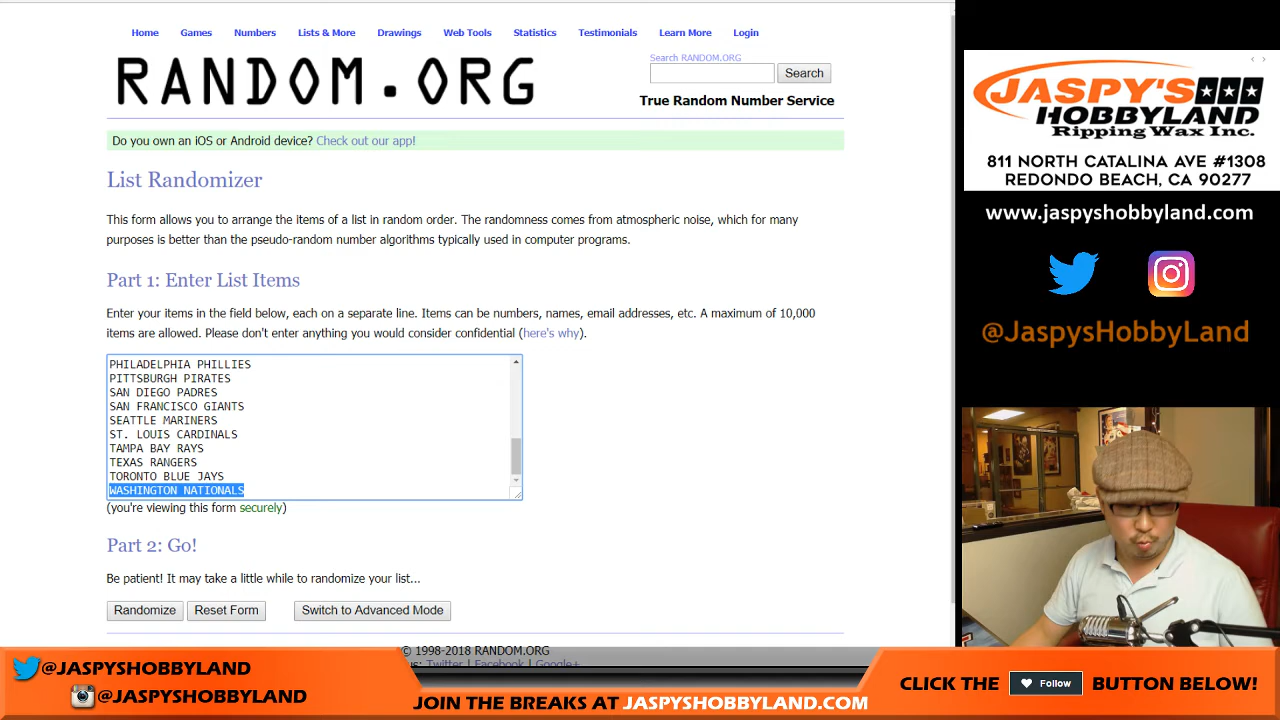 Home Games Numbers Lists & More Drawings Web Tools Statistics Testimonials Learn More Login
RANDOM.ORG
Search RANDOM.ORG
Search
True Random Number Service
Do you own an iOS or Android device? Check out our app!
List Randomizer
This form allows you to arrange the items of a list in random order. The randomness comes from atmospheric noise, which for many
purposes is better than the pseudo-random number algorithms typically used in computer programs.
Part 1: Enter List Items
Enter your items in the field below, each on a separate line. Items can be numbers, names, email addresses, etc. A maximum of 10,000
items are allowed. Please don't enter anything you would consider confidential (here's why).
PHILADELPHIA PHILLIES
PITTSBURGH PIRATES
SAN DIEGO PADRES
SAN FRANCISCO GIANTS
SEATTLE MARINERS
ST. LOUIS CARDINALS
TAMPA BAY RAYS
TEXAS RANGERS
TORONTO BLUE JAYS
WASHINGTON NATIONALS
(you're viewing this form securely)
Part 2: Go!
Be patient! It may take a little while to randomize your list...
Randomize Reset Form Switch to Advanced Mode
© 1998-2018 RANDOM.ORG
Twitter | Facebook | Google+
JASPY'S
HOBBYLAND
Ripping Wax Inc.
811 NORTH CATALINA AVE #1308
REDONDO BEACH, CA 90277
www.jaspyshobbyland.com
@JaspysHobbyLand
@JASPYSHOBBYLAND
@JASPYSHOBBYLAND
JOIN THE BREAKS AT JASPYSHOBBYLAND.COM
CLICK THE Follow BUTTON BELOW!